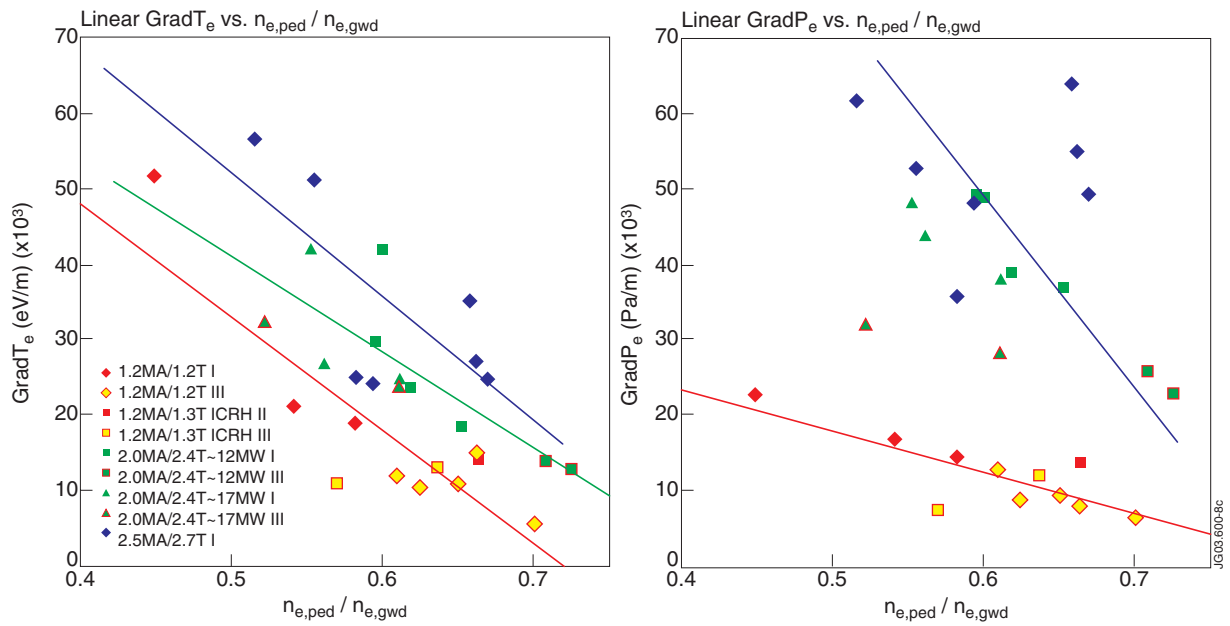 Linear GradTe vs. ne,ped / ne,gwd
70
60
50
40
30
20
10
0
GradTe (eV/m) (x10³)
1.2MA/1.2T I
1.2MA/1.2T III
1.2MA/1.3T ICRH II
1.2MA/1.3T ICRH III
2.0MA/2.4T~12MW I
2.0MA/2.4T~12MW III
2.0MA/2.4T~17MW I
2.0MA/2.4T~17MW III
2.5MA/2.7T I
0.4 0.5 0.6 0.7
ne,ped / ne,gwd
Linear GradPe vs. ne,ped / ne,gwd
70
60
50
40
30
20
10
0
GradPe (Pa/m) (x10³)
0.4 0.5 0.6 0.7
ne,ped / ne,gwd
JG03.600-8c